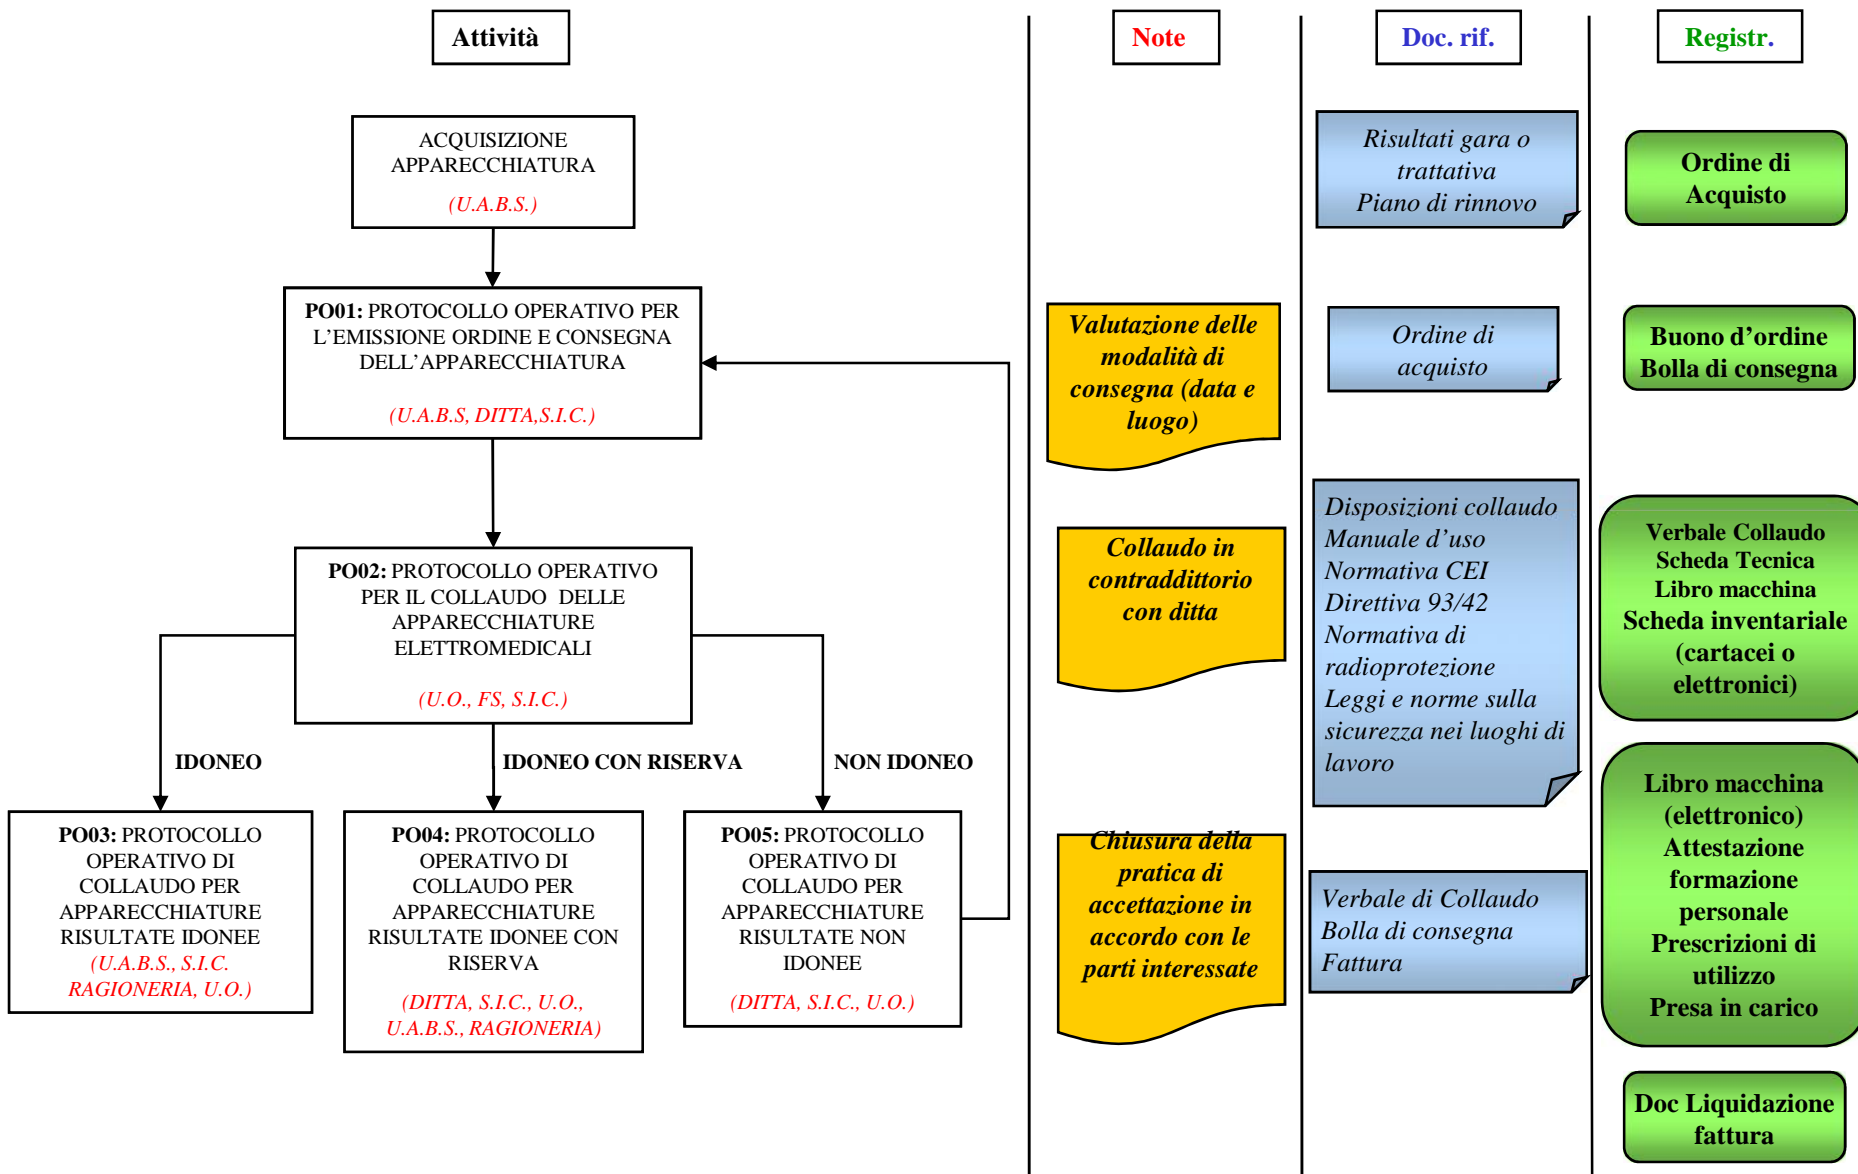 Attività
Note
Doc. rif.
Registr.
ACQUISIZIONE
APPARECCHIATURA
(U.A.B.S.)
Risultati gara o
trattativa
Piano di rinnovo
Ordine di
Acquisto
PO01: PROTOCOLLO OPERATIVO PER
L’EMISSIONE ORDINE E CONSEGNA
DELL’APPARECCHIATURA
(U.A.B.S, DITTA,S.I.C.)
Valutazione delle
modalità di
consegna (data e
luogo)
Ordine di
acquisto
Buono d’ordine
Bolla di consegna
PO02: PROTOCOLLO OPERATIVO
PER IL COLLAUDO DELLE
APPARECCHIATURE
ELETTROMEDICALI
(U.O., FS, S.I.C.)
Collaudo in
contraddittorio
con ditta
Disposizioni collaudo
Manuale d’uso
Normativa CEI
Direttiva 93/42
Normativa di
radioprotezione
Leggi e norme sulla
sicurezza nei luoghi di
lavoro
Verbale Collaudo
Scheda Tecnica
Libro macchina
Scheda inventariale
(cartacei o
elettronici)
IDONEO
IDONEO CON RISERVA
NON IDONEO
PO03: PROTOCOLLO
OPERATIVO DI
COLLAUDO PER
APPARECCHIATURE
RISULTATE IDONEE
(U.A.B.S., S.I.C.
RAGIONERIA, U.O.)
PO04: PROTOCOLLO
OPERATIVO DI
COLLAUDO PER
APPARECCHIATURE
RISULTATE IDONEE CON
RISERVA
(DITTA, S.I.C., U.O.,
U.A.B.S., RAGIONERIA)
PO05: PROTOCOLLO
OPERATIVO DI
COLLAUDO PER
APPARECCHIATURE
RISULTATE NON
IDONEE
(DITTA, S.I.C., U.O.)
Chiusura della
pratica di
accettazione in
accordo con le
parti interessate
Verbale di Collaudo
Bolla di consegna
Fattura
Libro macchina
(elettronico)
Attestazione
formazione
personale
Prescrizioni di
utilizzo
Presa in carico
Doc Liquidazione
fattura